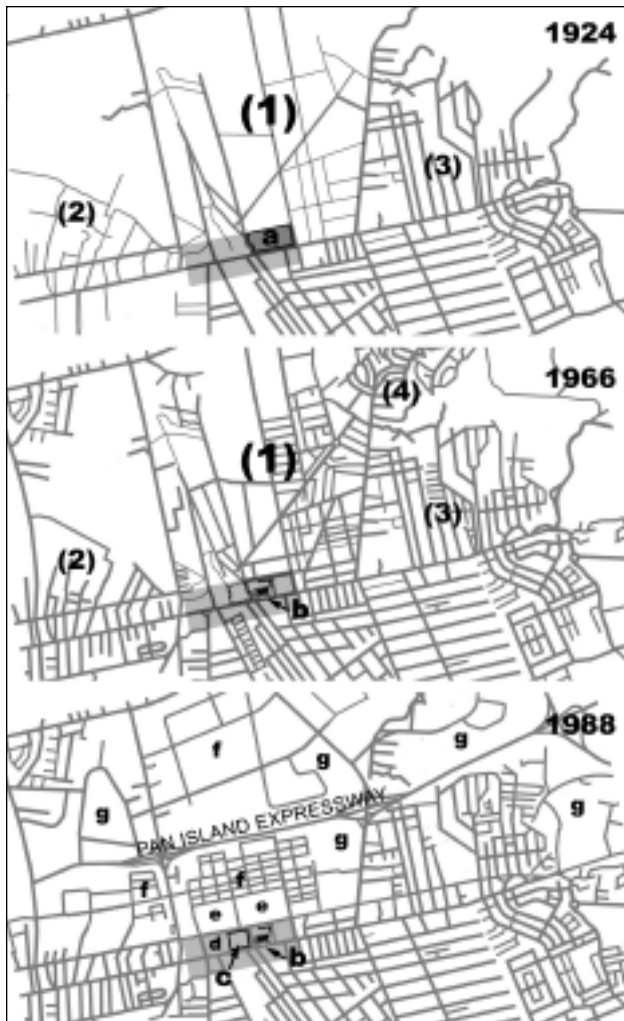 1924
(1)
(3)
(2)
a
1966
(4)
(1)
(3)
(2)
b
1988
g
f
g
g
g
PAN ISLAND EXPRESSWAY
g
f
f
e
e
d
b
c